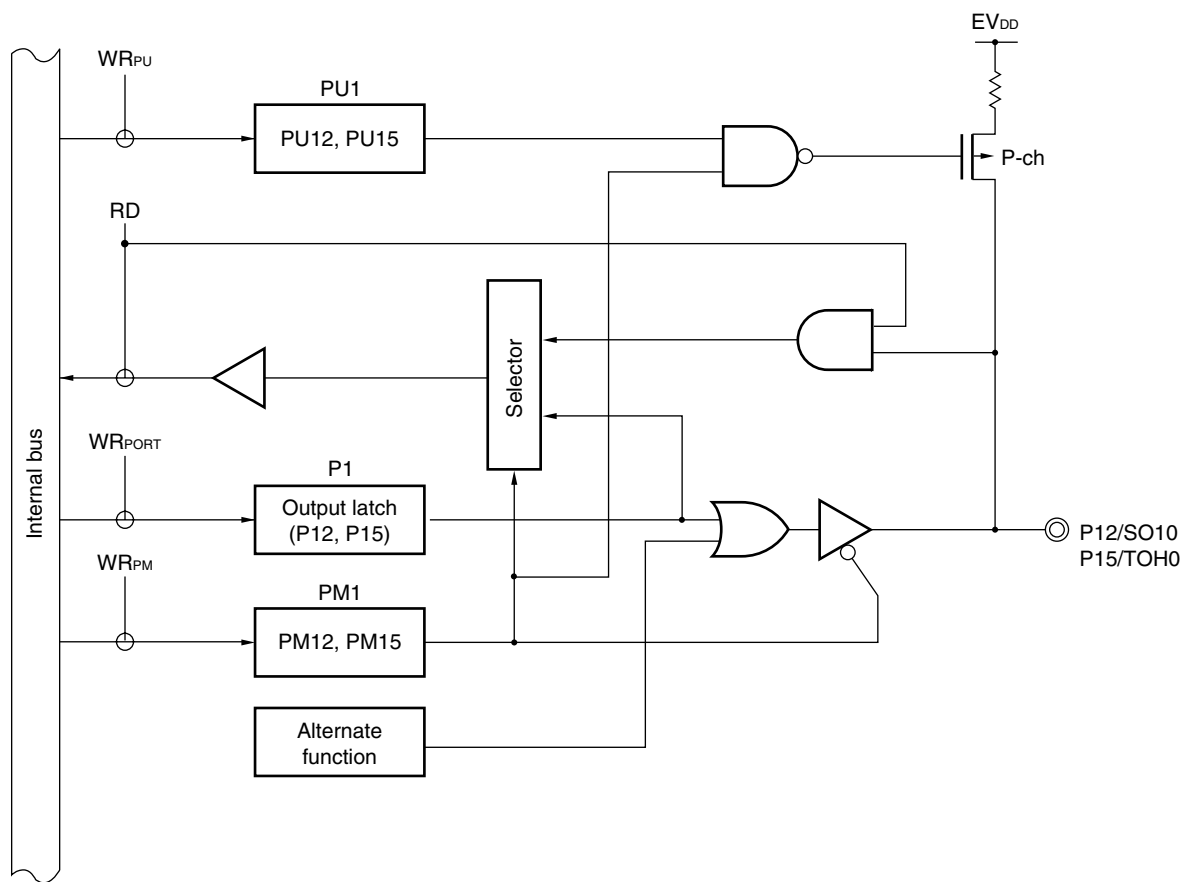 EVDD
WRPU
PU1
PU12, PU15
P-ch
RD
Selector
Internal bus
WRPORT
P1
Output latch
(P12, P15)
P12/SO10
P15/TOH0
WRPM
PM1
PM12, PM15
Alternate
function